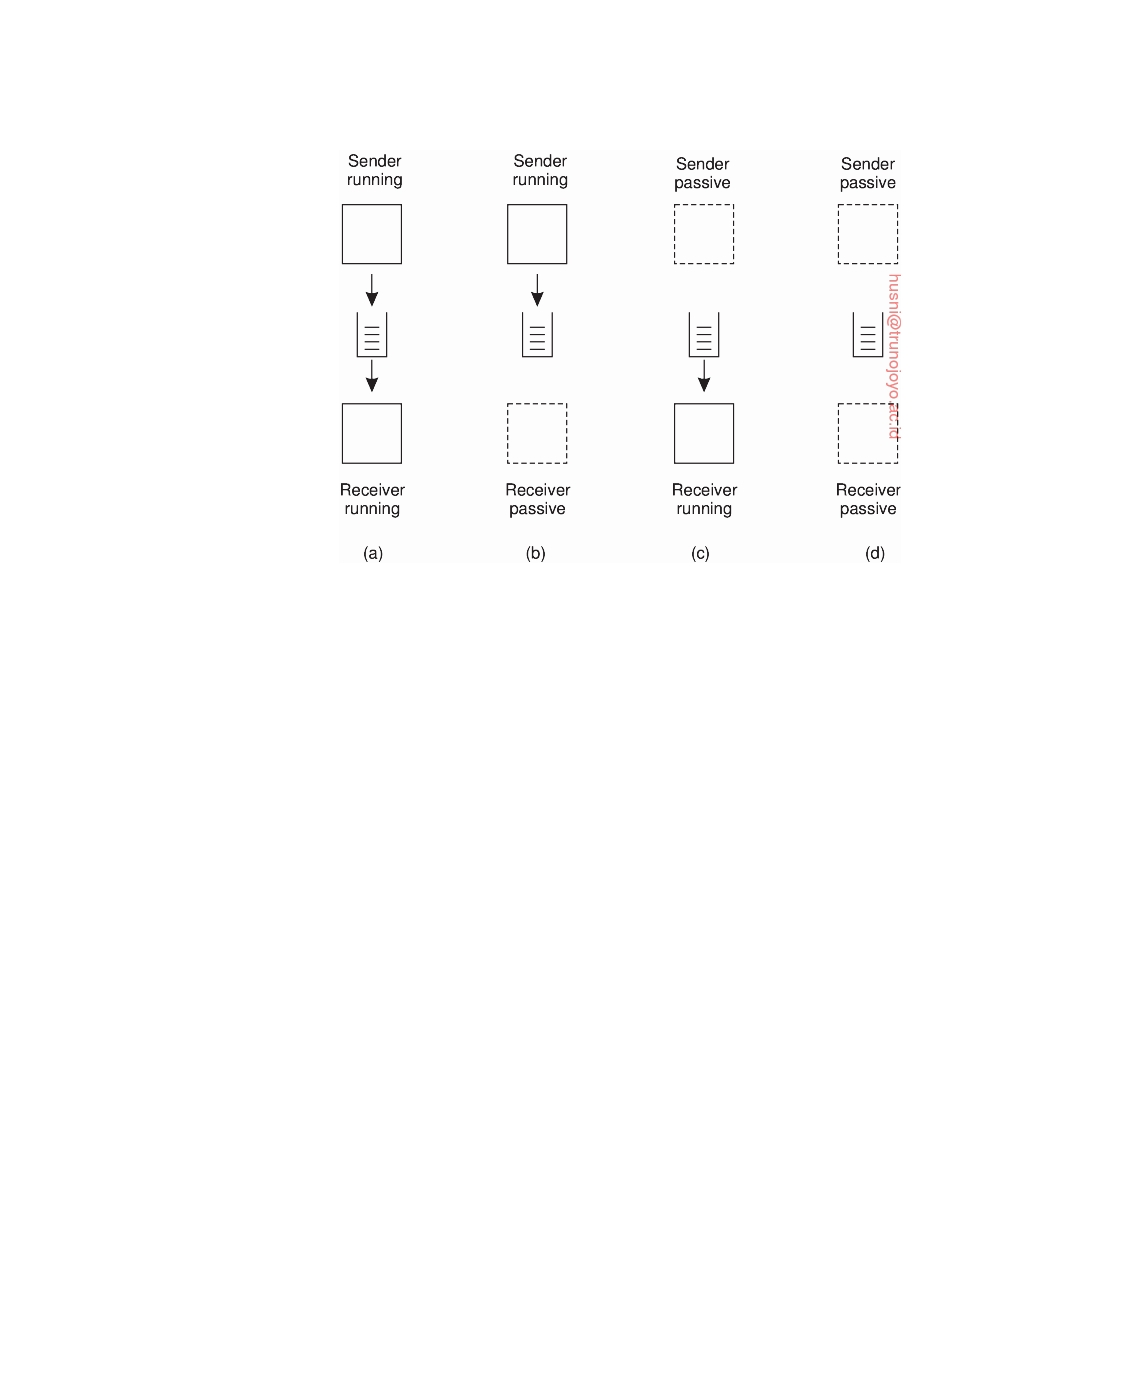 Sender
running
Sender
running
Sender
passive
Sender
passive
husni@trunojoyo.ac.id
Receiver
running
Receiver
passive
Receiver
running
Receiver
passive
(a)
(b)
(c)
(d)